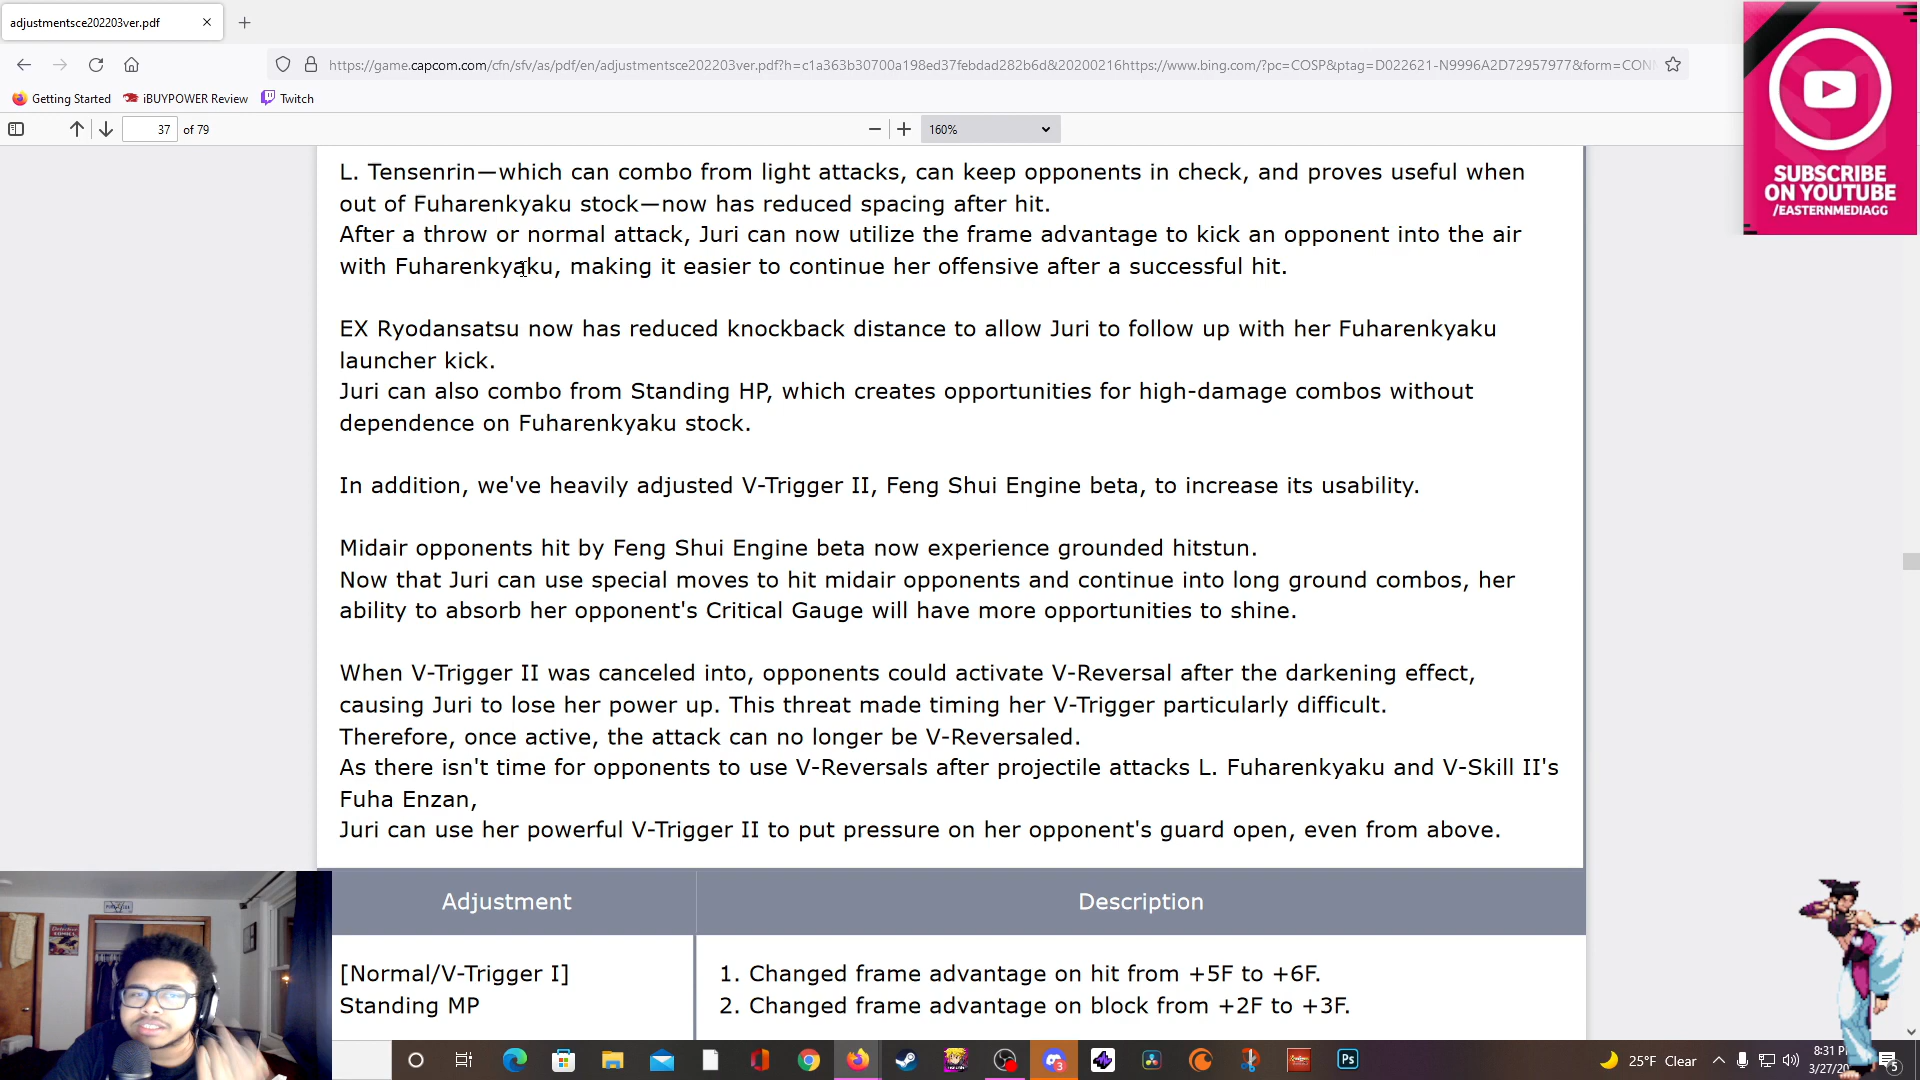 adjustmentsce202203ver.pdf
https://game.capcom.com/cfn/sfv/as/pdf/en/adjustmentsce202203ver.pdf?h=c1a363b30700a198ed37febdad282b6d&20200216https://www.bing.com/?pc=COSP&ptag=D022621-N9996A2D72957977&form=CON
Getting Started iBUYPOWER Review Twitch
37 of 79 160%
SUBSCRIBE
ON YOUTUBE
/EASTERNMEDIAGG
L. Tensenrin—which can combo from light attacks, can keep opponents in check, and proves useful when
out of Fuharenkyaku stock—now has reduced spacing after hit.
After a throw or normal attack, Juri can now utilize the frame advantage to kick an opponent into the air
with Fuharenkyaku, making it easier to continue her offensive after a successful hit.
EX Ryodansatsu now has reduced knockback distance to allow Juri to follow up with her Fuharenkyaku
launcher kick.
Juri can also combo from Standing HP, which creates opportunities for high-damage combos without
dependence on Fuharenkyaku stock.
In addition, we've heavily adjusted V-Trigger II, Feng Shui Engine beta, to increase its usability.
Midair opponents hit by Feng Shui Engine beta now experience grounded hitstun.
Now that Juri can use special moves to hit midair opponents and continue into long ground combos, her
ability to absorb her opponent's Critical Gauge will have more opportunities to shine.
When V-Trigger II was canceled into, opponents could activate V-Reversal after the darkening effect,
causing Juri to lose her power up. This threat made timing her V-Trigger particularly difficult.
Therefore, once active, the attack can no longer be V-Reversaled.
As there isn't time for opponents to use V-Reversals after projectile attacks L. Fuharenkyaku and V-Skill II's
Fuha Enzan,
Juri can use her powerful V-Trigger II to put pressure on her opponent's guard open, even from above.
Adjustment Description
[Normal/V-Trigger I]
Standing MP
1. Changed frame advantage on hit from +5F to +6F.
2. Changed frame advantage on block from +2F to +3F.
3
Ps
25°F Clear
8:31
3/27/20
5